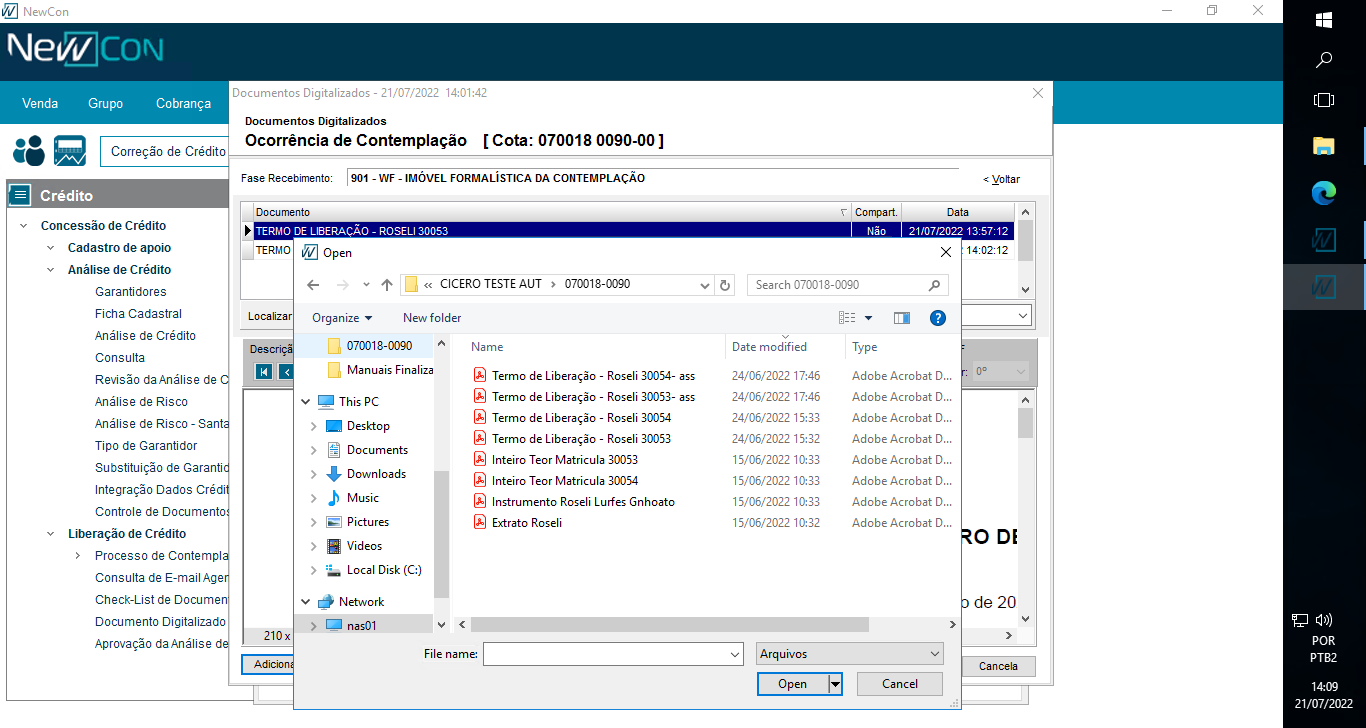 NewCon
NewCon
Venda Grupo Cobrança
Documentos Digitalizados - 21/07/2022 14:01:42
Documentos Digitalizados
Ocorrência de Contemplação [ Cota: 070018 0090-00 ]
Correção de Crédito
Fase Recebimento: 901 - WF - IMÓVEL FORMALÍSTICA DA CONTEMPLAÇÃO
< Voltar
Crédito
Concessão de Crédito
Cadastro de apoio
Análise de Crédito
Garantidores
Ficha Cadastral
Análise de Crédito
Consulta
Revisão da Análise de C
Análise de Risco
Análise de Risco - Santa
Tipo de Garantidor
Substituição de Garantid
Integração Dados Crédit
Controle de Documentos
Liberação de Crédito
Processo de Contempla
Consulta de E-mail Ager
Check-List de Document
Documento Digitalizado
Aprovação da Análise de
Documento Compart. Data
TERMO DE LIBERAÇÃO - ROSELI 30053 Não 21/07/2022 13:57:12
TERMO 14:02:12
Localizar
Descriçã
r: 0º
RO DE
o de 20
210 x
Adiciona
Cancela
Open
« CICERO TESTE AUT › 070018-0090
Search 070018-0090
Organize New folder
070018-0090
Manuais Finaliza
This PC
Desktop
Documents
Downloads
Music
Pictures
Videos
Local Disk (C:)
Network
nas01
Name Date modified Type
Termo de Liberação - Roseli 30054- ass 24/06/2022 17:46 Adobe Acrobat D...
Termo de Liberação - Roseli 30053- ass 24/06/2022 17:46 Adobe Acrobat D...
Termo de Liberação - Roseli 30054 24/06/2022 15:33 Adobe Acrobat D...
Termo de Liberação - Roseli 30053 24/06/2022 15:32 Adobe Acrobat D...
Inteiro Teor Matricula 30053 15/06/2022 10:33 Adobe Acrobat D...
Inteiro Teor Matricula 30054 15/06/2022 10:33 Adobe Acrobat D...
Instrumento Roseli Lurfes Gnhoato 15/06/2022 10:33 Adobe Acrobat D...
Extrato Roseli 15/06/2022 10:32 Adobe Acrobat D...
File name: Arquivos
Open Cancel
POR
PTB2
14:09
21/07/2022